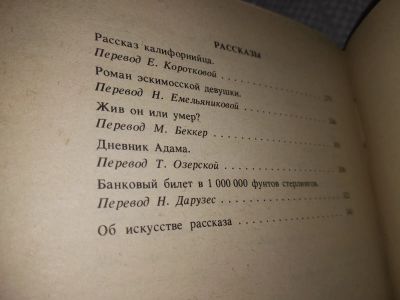 РАССКАЗЫ
Рассказ калифорнийца.
Перевод Е. Коротковой
Роман эскимосской девушки.
Перевод Н. Емельяниковой
Жив он или умер?
Перевод М. Беккер
Дневник Адама.
Перевод Т. Озерской
Банковый билет в 1 000 000 фунтов стерлингов.
Перевод Н. Дарузес
Об искусстве рассказа